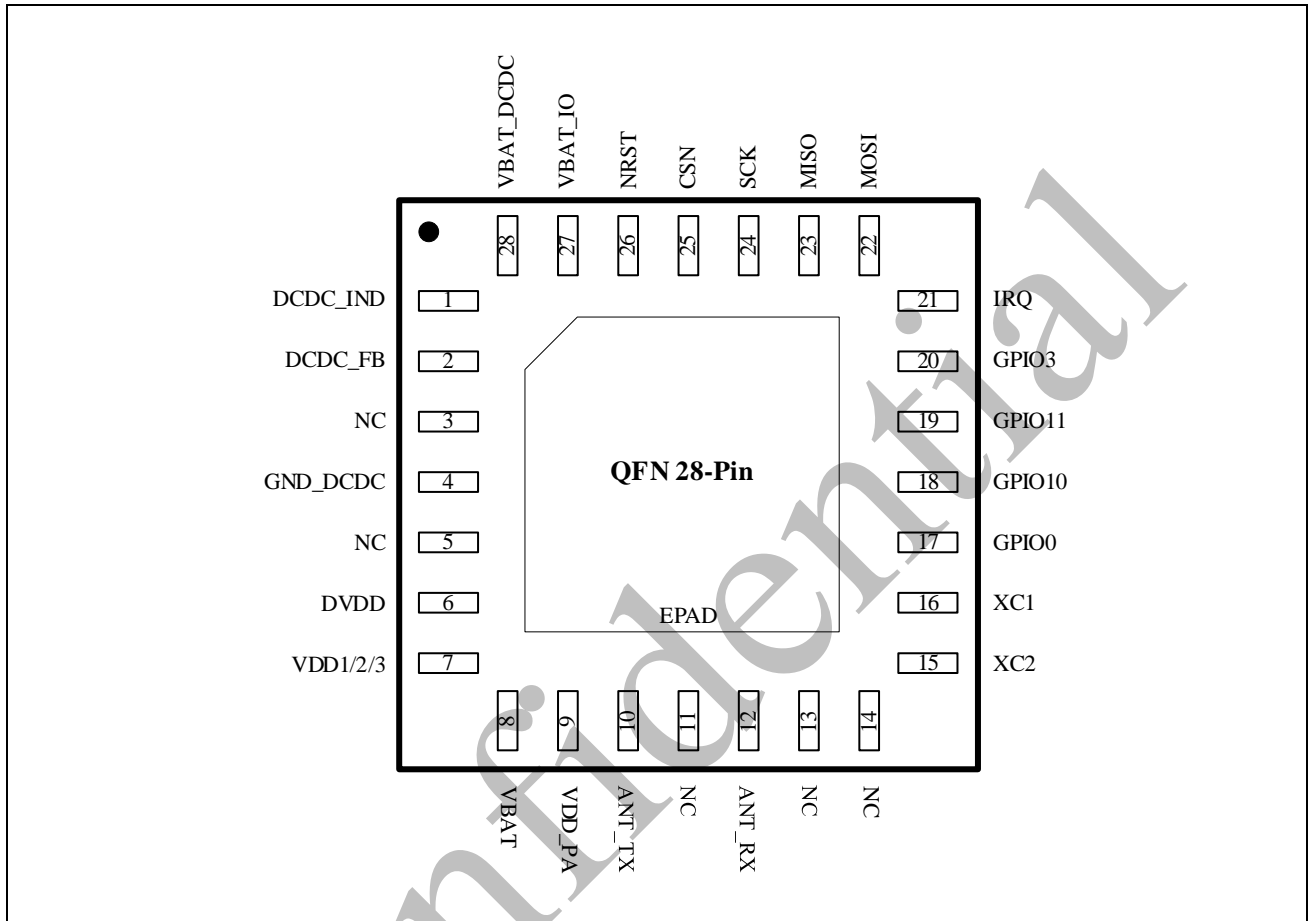 VBAT_DCDC
VBAT_IO
NRST
CSN
SCK
MISO
MOSI
28
27
26
25
24
23
22
DCDC_IND
1
DCDC_FB
2
NC
3
GND_DCDC
4
NC
5
DVDD
6
VDD1/2/3
7
QFN 28-Pin
EPAD
21
IRQ
20
GPIO3
19
GPIO11
18
GPIO10
17
GPIO0
16
XC1
15
XC2
8
9
10
11
12
13
14
VBAT
VDD_PA
ANT_TX
NC
ANT_RX
NC
NC
nfidential